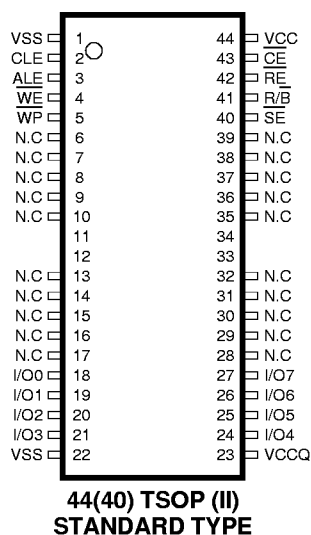 VSS 1 44 VCC
CLE 2 43 CE
ALE 3 42 RE
WE 4 41 R/B
WP 5 40 SE
N.C 6 39 N.C
N.C 7 38 N.C
N.C 8 37 N.C
N.C 9 36 N.C
N.C 10 35 N.C
11 34
12 33
N.C 13 32 N.C
N.C 14 31 N.C
N.C 15 30 N.C
N.C 16 29 N.C
N.C 17 28 N.C
I/O0 18 27 I/O7
I/O1 19 26 I/O6
I/O2 20 25 I/O5
I/O3 21 24 I/O4
VSS 22 23 VCCQ
44(40) TSOP (II)
STANDARD TYPE